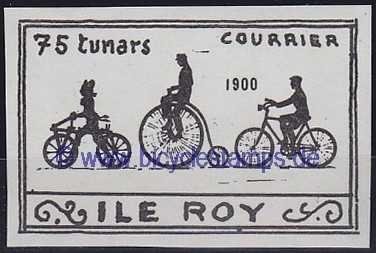 75 tunars COURRIER
1900
© www.bicyclestamps.de
ILE ROY